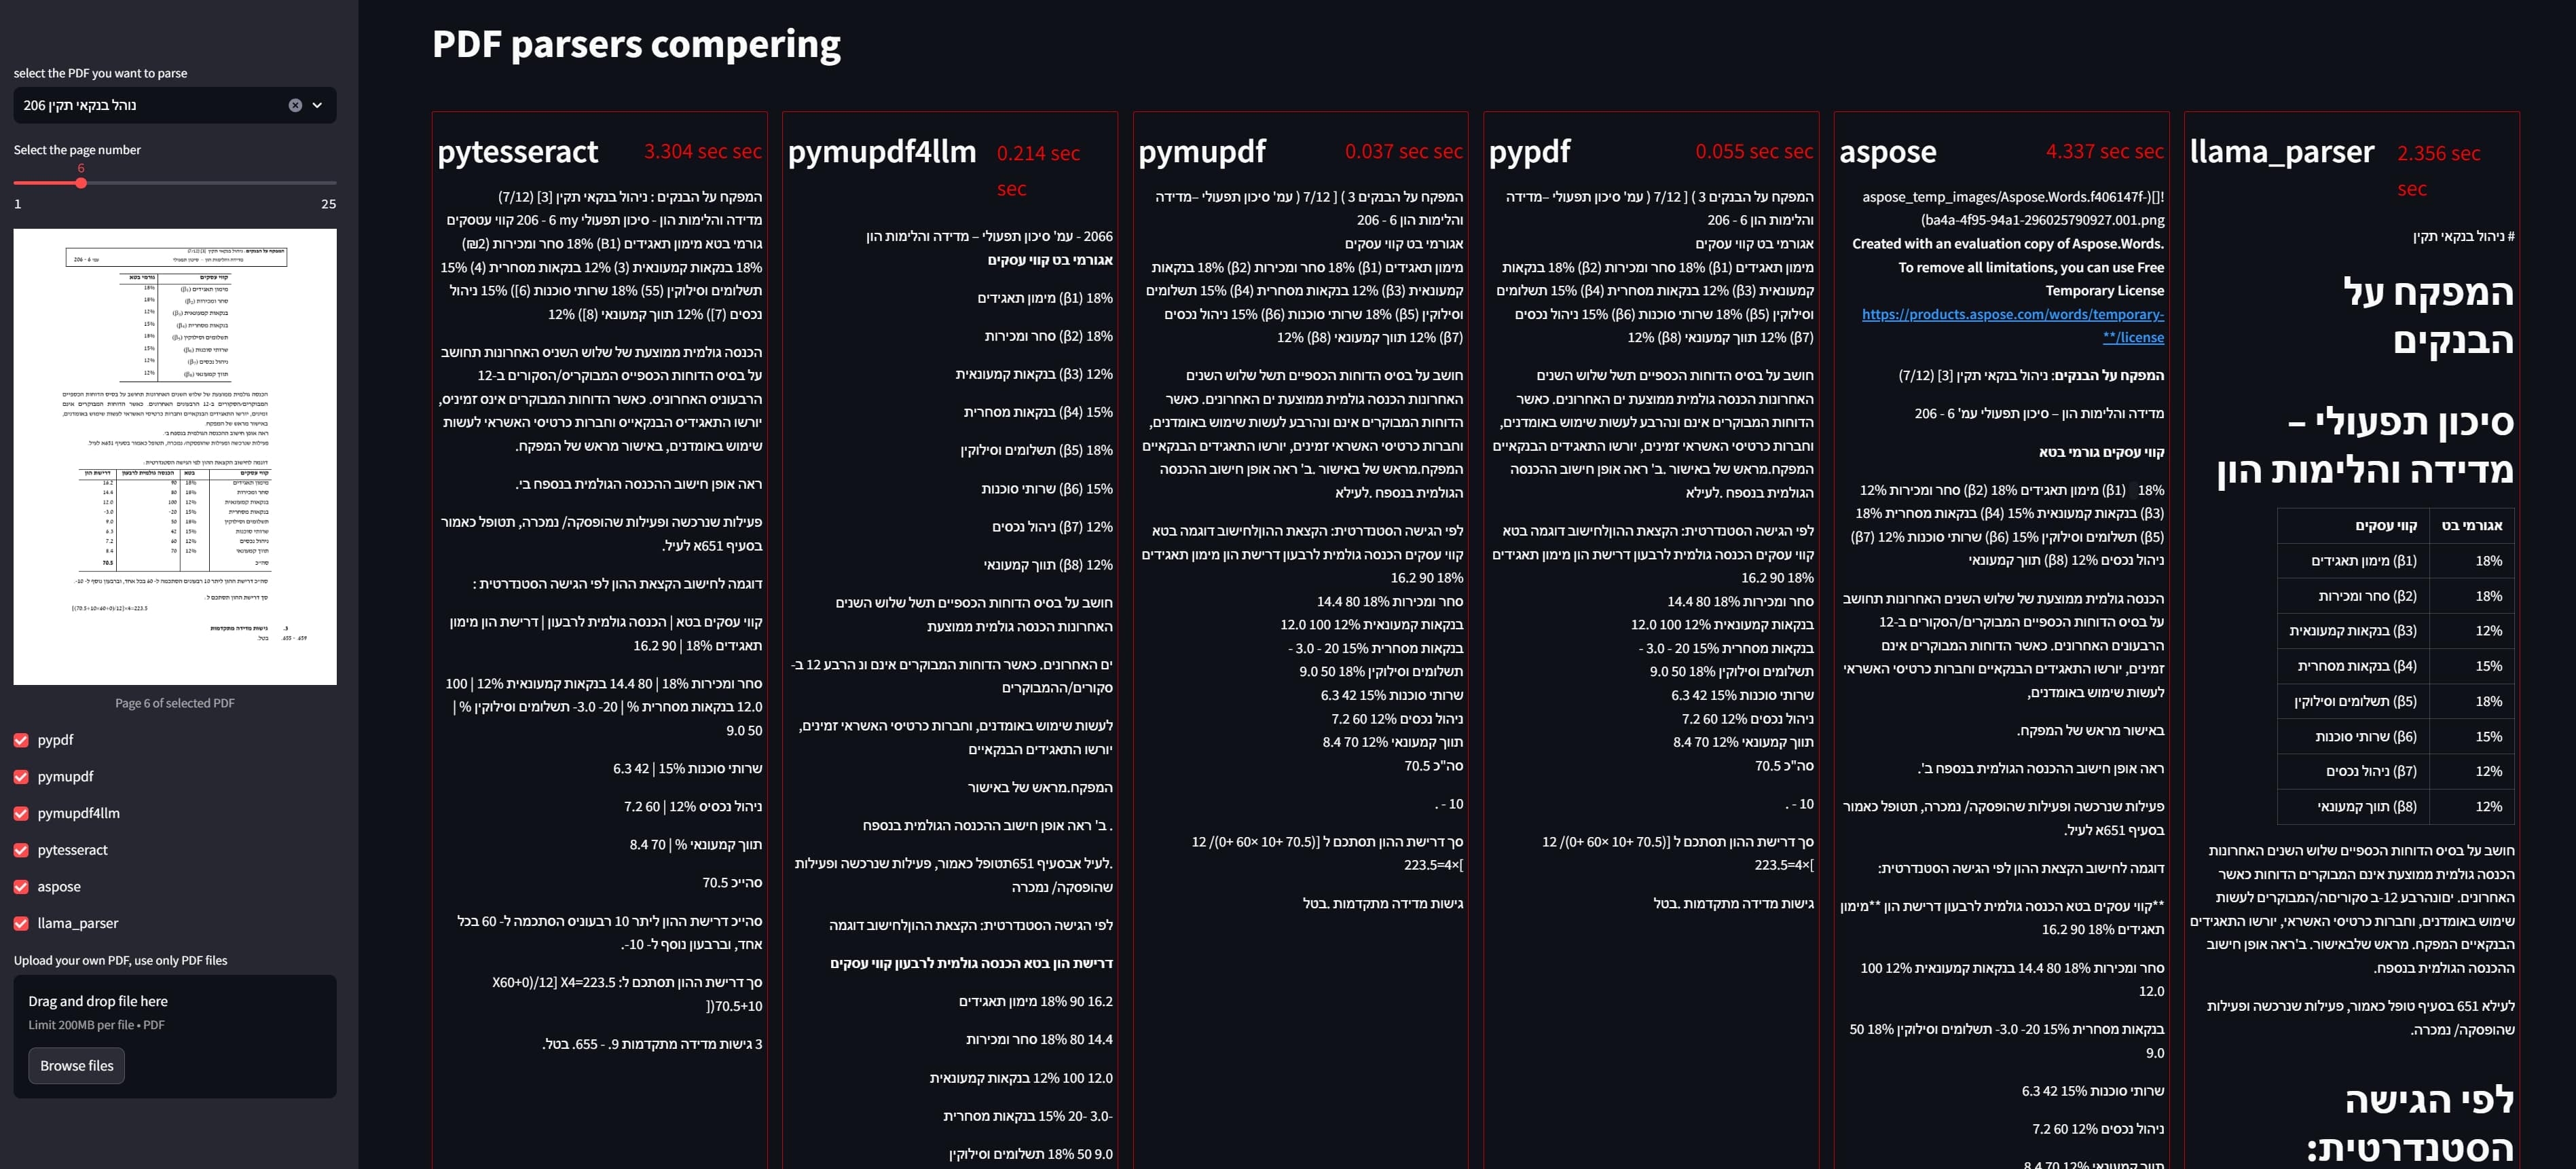 select the PDF you want to parse
נוהל בנקאי תקין 206
Select the page number
6
1
25
Page 6 of selected PDF
pypdf
pymupdf
pymupdf4llm
pytesseract
aspose
llama_parser
Upload your own PDF, use only PDF files
Drag and drop file here
Limit 200MB per file • PDF
Browse files
PDF parsers compering
pytesseract
3.304 sec sec
המפקח על הבנקים : ניהול בנקאי תקין [3] (7/12)
מדידה והלימות הון - סיכון תפעולי my 6 - 206 קווי עטסקים
גורמי בטא מימון תאגידים (B1) 18% סחר ומכירות (₪2)
18% בנקאות קמעונאית (3) 12% בנקאות מסחרית (4) 15%
תשלומים וסילוקין (55) 18% שרותי סוכנות (6]) 15% ניהול
נכסים (7]) 12% תווך קמעונאי (8]) 12%
הכנסה גולמית ממוצעת של שלוש השניס האחרונות תחושב
על בסיס הדוחות הכספייס המבוקריס/הסקורים ב-12
הרבעוניס האחרוניס. כאשר הדוחות המבוקרים אינס זמיניס,
יורשו התאגידיס הבנקאייס וחברות כרטיסי האשראי לעשות
שימוש באומדנים, באישור מראש של המפקח.
ראה אופן חישוב ההכנסה הגולמית בנספח בי.
פעילות שנרכשה ופעילות שהופסקה/ נמכרה, תטופל כאמור
בסעיף 651א לעיל.
דוגמה לחישוב הקצאת ההון לפי הגישה הסטנדרטית :
קווי עסקים בטא | הכנסה גולמית לרבעון | דרישת הון מימון
תאגידים 18% | 90 16.2
סחר ומכירות 18% | 80 14.4 בנקאות קמעונאית 12% | 100
12.0 בנקאות מסחרית % | 20- 3.0- תשלומים וסילוקין % |
50 9.0
שרותי סוכנות 15% | 42 6.3
ניהול נכסיס 12% | 60 7.2
תווך קמעונאי % | 70 8.4
סהייכ 70.5
סהייכ דרישת ההון ליתר 10 רבעוניס הסתכמה ל- 60 בכל
אחד, וברבעון נוסף ל- 10-.
סך דרישת ההון תסתכם ל: X60+0)/12] X4=223.5
70.5+10)]
3 גישות מדידה מתקדמות 9. - 655. בטל.
pymupdf4llm
0.214 sec
sec
2066 - עמ' סיכון תפעולי – מדידה והלימות הון
אגורמי בט קווי עסקים
18% (β1) מימון תאגידים
18% (β2) סחר ומכירות
12% (β3) בנקאות קמעונאית
15% (β4) בנקאות מסחרית
18% (β5) תשלומים וסילוקין
15% (β6) שרותי סוכנות
12% (β7) ניהול נכסים
12% (β8) תווך קמעונאי
חושב על בסיס הדוחות הכספיים תשל שלוש השנים
האחרונות הכנסה גולמית ממוצעת
ים האחרונים. כאשר הדוחות המבוקרים אינם ונ הרבע 12 ב-
סקורים/ההמבוקרים
לעשות שימוש באומדנים, וחברות כרטיסי האשראי זמינים,
יורשו התאגידים הבנקאיים
המפקח.מראש של באישור
. ב' ראה אופן חישוב ההכנסה הגולמית בנספח
.לעיל אבסעיף 651תטופל כאמור, פעילות שנרכשה ופעילות
שהופסקה/ נמכרה
לפי הגישה הסטנדרטית: הקצאת ההוןלחישוב דוגמה
דרישת הון בטא הכנסה גולמית לרבעון קווי עסקים
16.2 90 18% מימון תאגידים
14.4 80 18% סחר ומכירות
12.0 100 12% בנקאות קמעונאית
-3.0 -20 15% בנקאות מסחרית
9.0 50 18% תשלומים וסילוקין
pymupdf
0.037 sec sec
המפקח על הבנקים 3 ) [ 7/12 ( עמ' סיכון תפעולי –מדידה
והלימות הון 6 - 206
אגורמי בט קווי עסקים
מימון תאגידים (β1) 18% סחר ומכירות (β2) 18% בנקאות
קמעונאית (β3) 12% בנקאות מסחרית (β4) 15% תשלומים
וסילוקין (β5) 18% שרותי סוכנות (β6) 15% ניהול נכסים
(β7) 12% תווך קמעונאי (β8) 12%
חושב על בסיס הדוחות הכספיים תשל שלוש השנים
האחרונות הכנסה גולמית ממוצעת ים האחרונים. כאשר
הדוחות המבוקרים אינם ונהרבע לעשות שימוש באומדנים,
וחברות כרטיסי האשראי זמינים, יורשו התאגידים הבנקאיים
המפקח.מראש של באישור .ב' ראה אופן חישוב ההכנסה
הגולמית בנספח .לעילא
לפי הגישה הסטנדרטית: הקצאת ההוןלחישוב דוגמה בטא
קווי עסקים הכנסה גולמית לרבעון דרישת הון מימון תאגידים
18% 90 16.2
סחר ומכירות 18% 80 14.4
בנקאות קמעונאית 12% 100 12.0
בנקאות מסחרית 15% 20 - 3.0 -
תשלומים וסילוקין 18% 50 9.0
שרותי סוכנות 15% 42 6.3
ניהול נכסים 12% 60 7.2
תווך קמעונאי 12% 70 8.4
סה"כ 70.5
10 - .
סך דרישת ההון תסתכם ל [(70.5 +10 ×60 +0)/ 12
]×4=223.5
גישות מדידה מתקדמות .בטל
pypdf
0.055 sec sec
המפקח על הבנקים 3 ) [ 7/12 ( עמ' סיכון תפעולי –מדידה
והלימות הון 6 - 206
אגורמי בט קווי עסקים
מימון תאגידים (β1) 18% סחר ומכירות (β2) 18% בנקאות
קמעונאית (β3) 12% בנקאות מסחרית (β4) 15% תשלומים
וסילוקין (β5) 18% שרותי סוכנות (β6) 15% ניהול נכסים
(β7) 12% תווך קמעונאי (β8) 12%
חושב על בסיס הדוחות הכספיים תשל שלוש השנים
האחרונות הכנסה גולמית ממוצעת ים האחרונים. כאשר
הדוחות המבוקרים אינם ונהרבע לעשות שימוש באומדנים,
וחברות כרטיסי האשראי זמינים, יורשו התאגידים הבנקאיים
המפקח.מראש של באישור .ב' ראה אופן חישוב ההכנסה
הגולמית בנספח .לעילא
לפי הגישה הסטנדרטית: הקצאת ההוןלחישוב דוגמה בטא
קווי עסקים הכנסה גולמית לרבעון דרישת הון מימון תאגידים
18% 90 16.2
סחר ומכירות 18% 80 14.4
בנקאות קמעונאית 12% 100 12.0
בנקאות מסחרית 15% 20 - 3.0 -
תשלומים וסילוקין 18% 50 9.0
שרותי סוכנות 15% 42 6.3
ניהול נכסים 12% 60 7.2
תווך קמעונאי 12% 70 8.4
סה"כ 70.5
10 - .
סך דרישת ההון תסתכם ל [(70.5 +10 ×60 +0)/ 12
]×4=223.5
גישות מדידה מתקדמות .בטל
aspose
4.337 sec sec
aspose_temp_images/Aspose.Words.f406147f-)[]!
(ba4a-4f95-94a1-296025790927.001.png
Created with an evaluation copy of Aspose.Words.
To remove all limitations, you can use Free
Temporary License
https://products.aspose.com/words/temporary-
**/license
המפקח על הבנקים: ניהול בנקאי תקין [3] (7/12)
מדידה והלימות הון – סיכון תפעולי עמ' 6 - 206
קווי עסקים גורמי בטא
18% (β1) מימון תאגידים 18% (β2) סחר ומכירות 12%
(β3) בנקאות קמעונאית 15% (β4) בנקאות מסחרית 18%
(β5) תשלומים וסילוקין 15% (β6) שרותי סוכנות 12% (β7)
ניהול נכסים 12% (β8) תווך קמעונאי
הכנסה גולמית ממוצעת של שלוש השנים האחרונות תחושב
על בסיס הדוחות הכספיים המבוקרים/הסקורים ב-12
הרבעונים האחרונים. כאשר הדוחות המבוקרים אינם
זמינים, יורשו התאגידים הבנקאיים וחברות כרטיסי האשראי
לעשות שימוש באומדנים,
באישור מראש של המפקח.
ראה אופן חישוב ההכנסה הגולמית בנספח ב'.
פעילות שנרכשה ופעילות שהופסקה/ נמכרה, תטופל כאמור
בסעיף 651א לעיל.
דוגמה לחישוב הקצאת ההון לפי הגישה הסטנדרטית:
**קווי עסקים בטא הכנסה גולמית לרבעון דרישת הון **מימון
תאגידים 18% 90 16.2
סחר ומכירות 18% 80 14.4 בנקאות קמעונאית 12% 100
12.0
בנקאות מסחרית 15% 20- 3.0- תשלומים וסילוקין 18% 50
9.0
שרותי סוכנות 15% 42 6.3
ניהול נכסים 12% 60 7.2
תווך קמעונאי 12% 70 8.4
llama_parser
2.356 sec
sec
# ניהול בנקאי תקין
המפקח על
הבנקים
סיכון תפעולי –
מדידה והלימות הון
אגורמי בט קווי עסקים
18% (β1) מימון תאגידים
18% (β2) סחר ומכירות
12% (β3) בנקאות קמעונאית
15% (β4) בנקאות מסחרית
18% (β5) תשלומים וסילוקין
15% (β6) שרותי סוכנות
12% (β7) ניהול נכסים
12% (β8) תווך קמעונאי
חושב על בסיס הדוחות הכספיים שלוש השנים האחרונות
הכנסה גולמית ממוצעת אינם המבוקרים הדוחות כאשר
האחרונים. יםונהרבע 12-ב סקוריםה/המבוקרים לעשות
שימוש באומדנים, וחברות כרטיסי האשראי, יורשו התאגידים
הבנקאיים המפקח. מראש שלבאישור. ב'ראה אופן חישוב
ההכנסה הגולמית בנספח.
לעילא 651 בסעיף טופל כאמור, פעילות שנרכשה ופעילות
שהופסקה/ נמכרה.
לפי הגישה
הסטנדרטית: